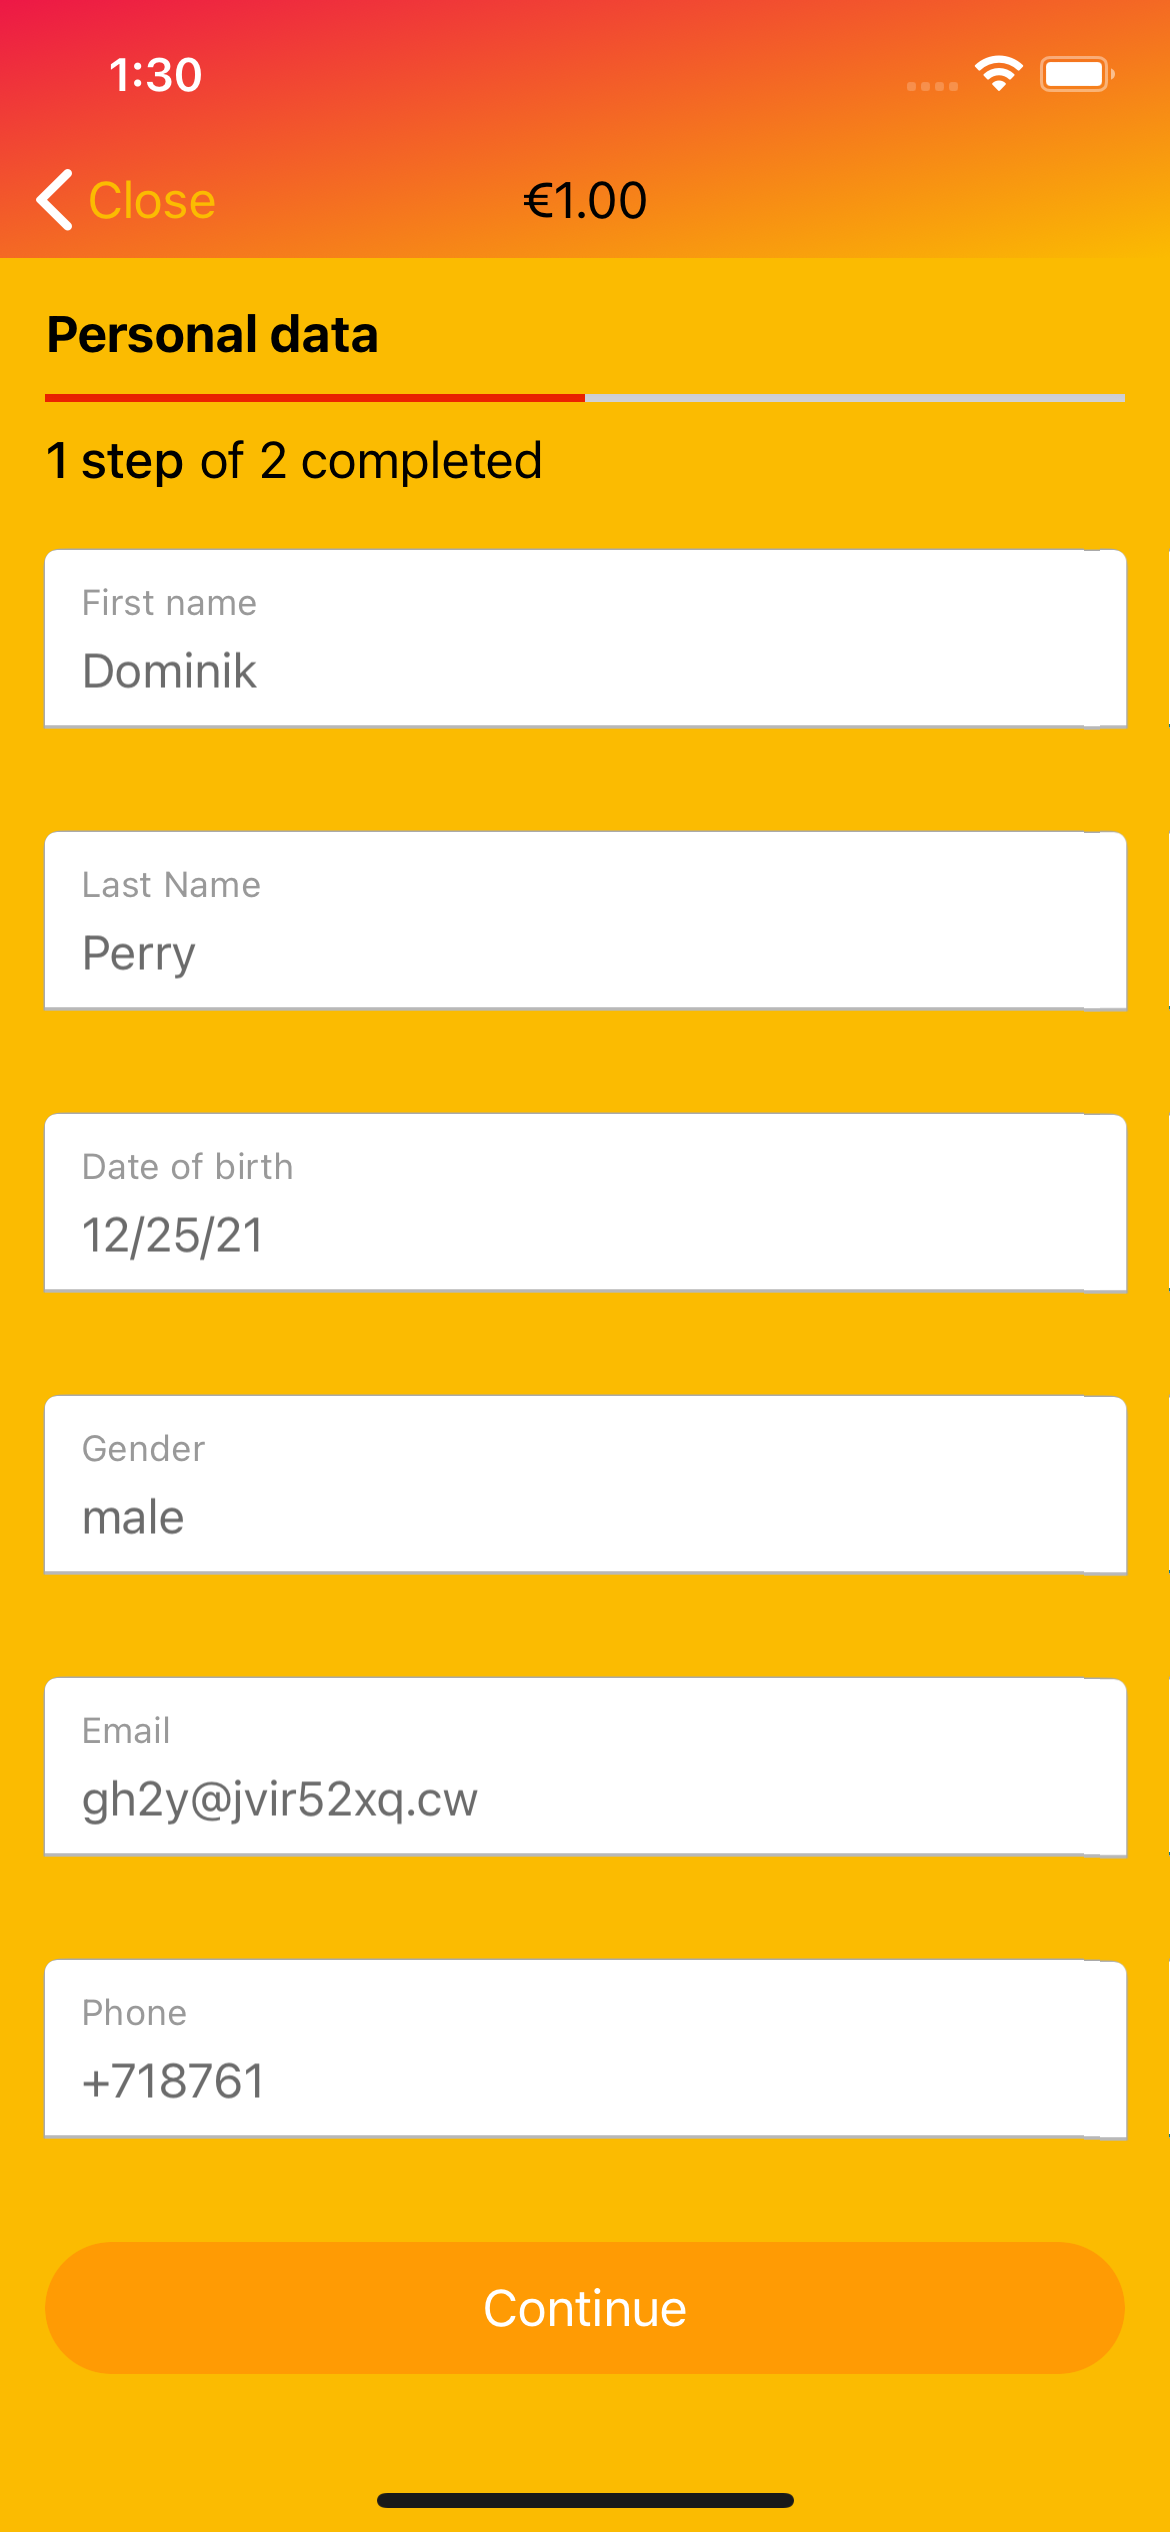 1:30
Close
€1.00
Personal data
1 step of 2 completed
First name
Dominik
Last Name
Perry
Date of birth
12/25/21
Gender
male
Email
gh2y@jvir52xq.cw
Phone
+718761
Continue